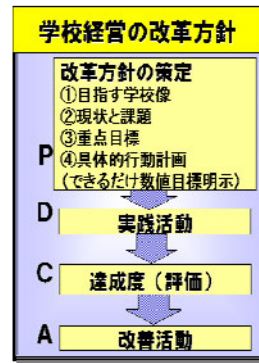 学校経営の改革方針
改革方針の策定
①目指す学校像
②現状と課題
③重点目標
P ④具体的行動計画
(できるだけ数値目標明示)
D 実践活動
C 達成度（評価）
A 改善活動